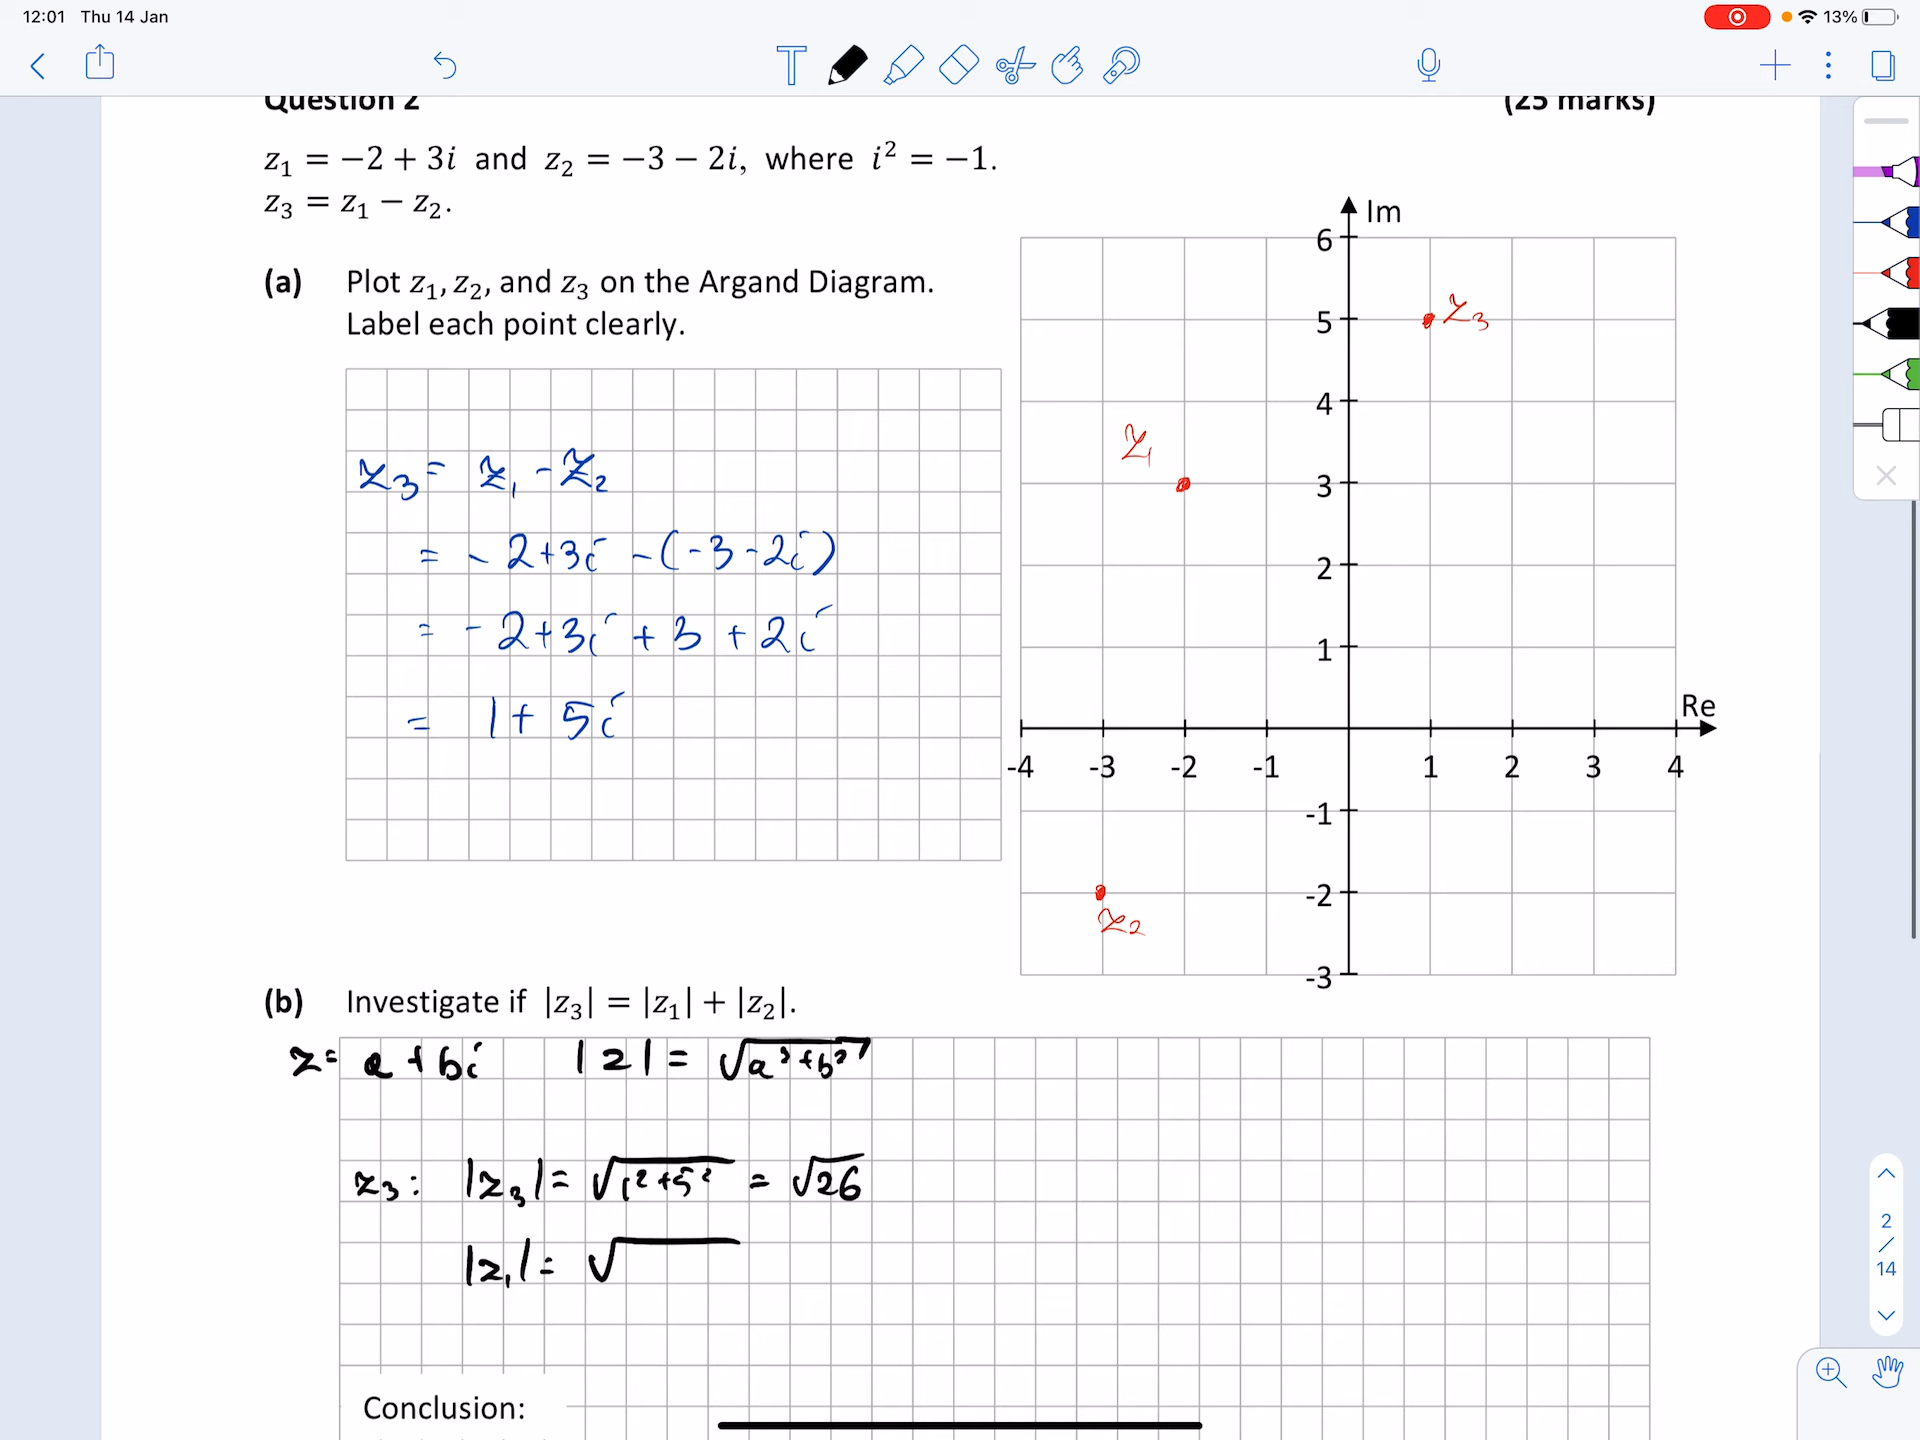 12:01 Thu 14 Jan
13%
Question 2 (25 marks)
z₁ = −2 + 3i and z₂ = −3 − 2i, where i² = −1.
z₃ = z₁ − z₂.
(a) Plot z₁, z₂, and z₃ on the Argand Diagram.
Label each point clearly.
z₃ = z₁ - z₂
= - 2+3i - (-3-2i)
= - 2+3i + 3 + 2i
= 1 + 5i
Im
6
5
4
3
2
1
Re
-4 -3 -2 -1 1 2 3 4
-1
-2
-3
z₃
z₁
z₂
(b) Investigate if |z₃| = |z₁| + |z₂|.
z = a + bi |z| = √a²+b²
z₃: |z₃| = √1²+5² = √26
|z₁| = √
Conclusion:
2
/
14